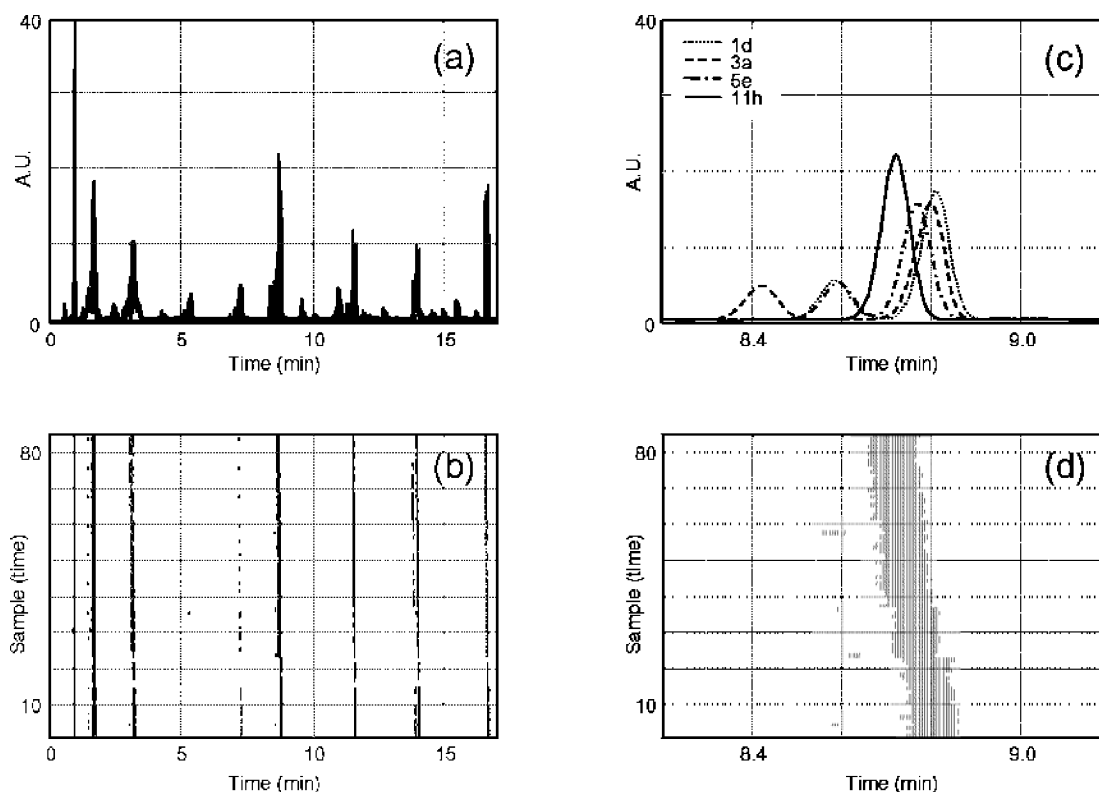 (a)
40
A.U.
0
0 5 10 15
Time (min)
(c)
1d
3a
5e
11h
40
20
A.U.
0
8.4 9.0
Time (min)
(b)
80
Sample (time)
10
0 5 10 15
Time (min)
(d)
80
Sample (time)
10
8.4 9.0
Time (min)